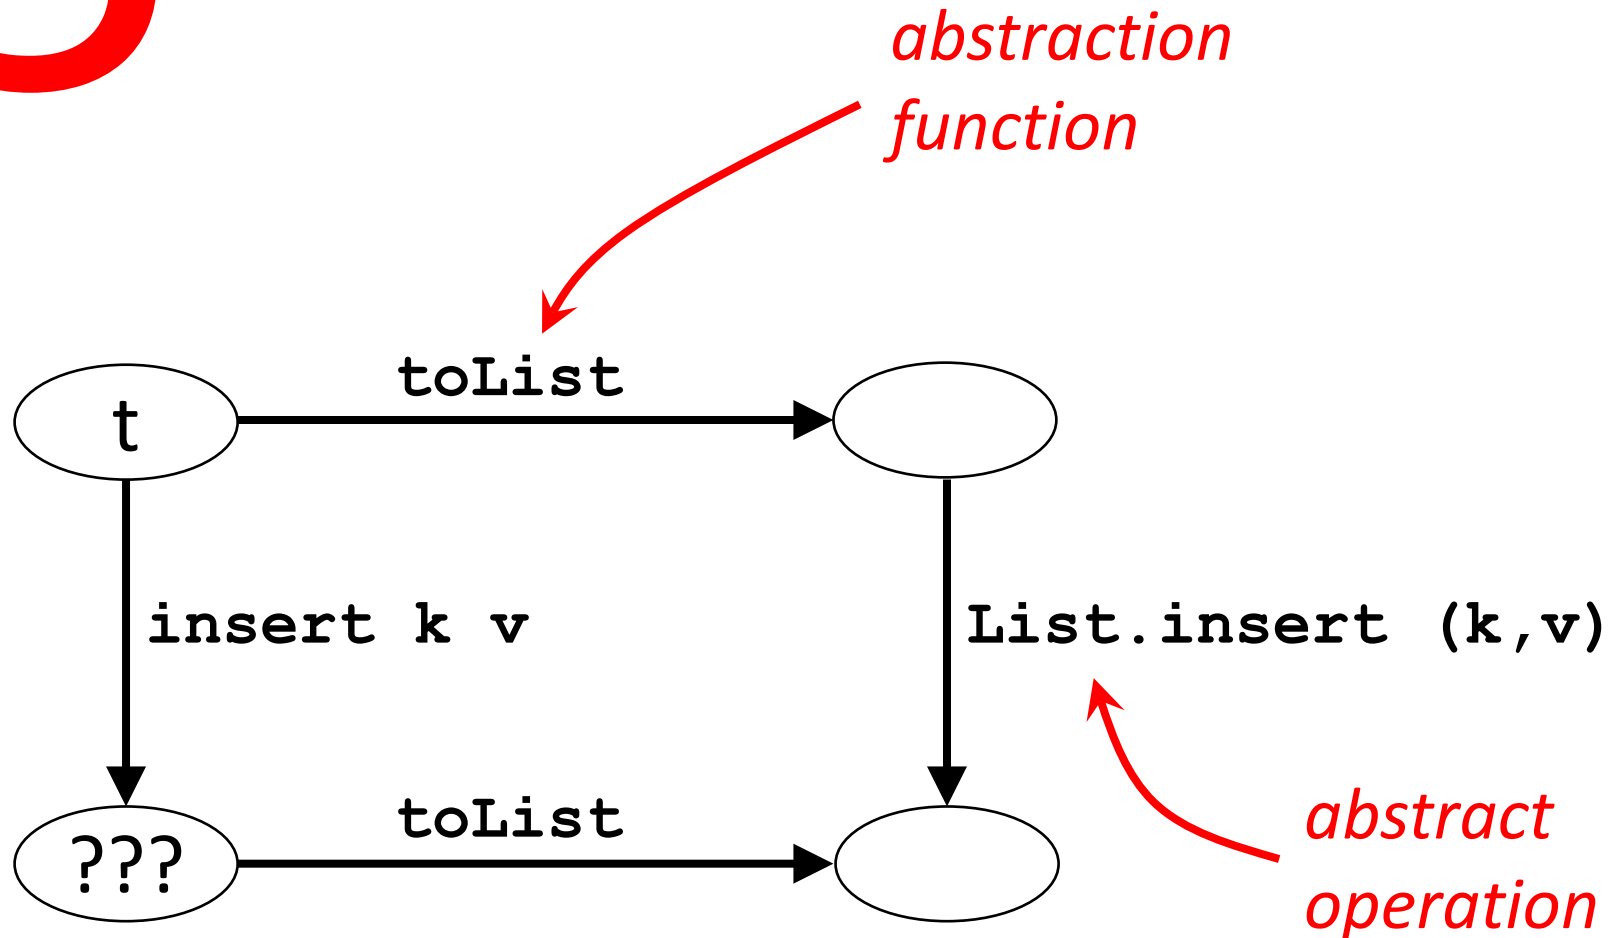 abstraction
function
toList
t
insert k v
List.insert (k,v)
toList
???
abstract
operation